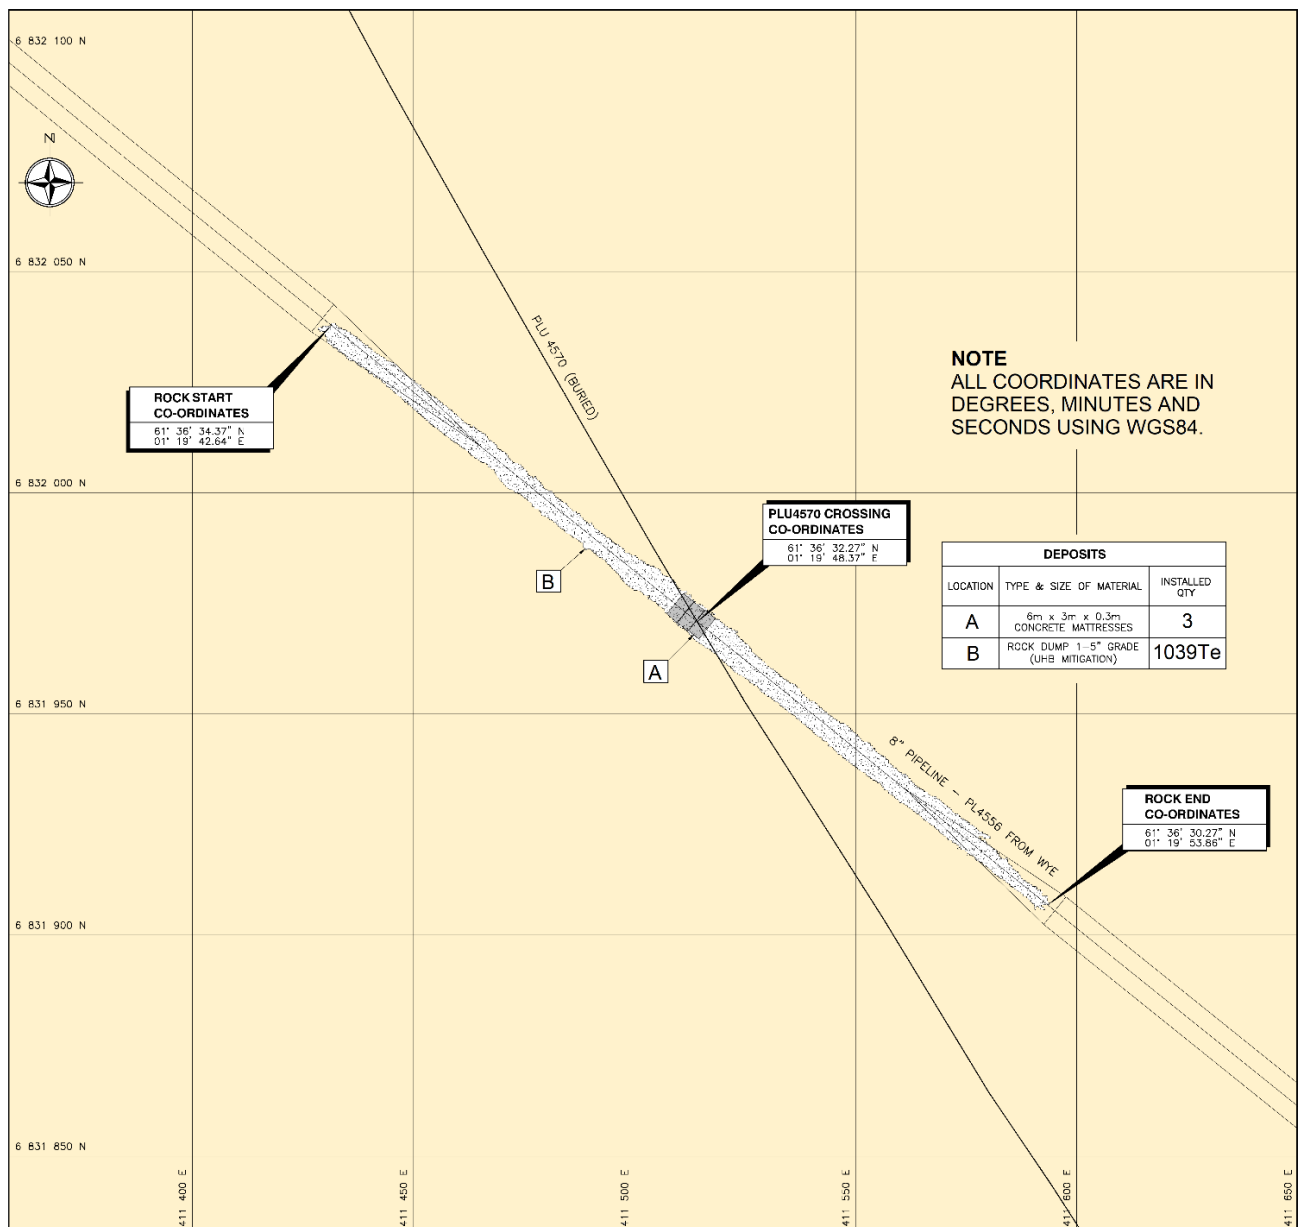 6 832 100 N
N
6 832 050 N
PLU 4570 (BURIED)
NOTE
ALL COORDINATES ARE IN
DEGREES, MINUTES AND
SECONDS USING WGS84.
ROCK START
CO-ORDINATES
61° 36' 34.37" N
01° 19' 42.64" E
6 832 000 N
PLU4570 CROSSING
CO-ORDINATES
61° 36' 32.27" N
01° 19' 48.37" E
B
A
DEPOSITS
LOCATION TYPE & SIZE OF MATERIAL INSTALLED QTY
A 6m x 3m x 0.3m CONCRETE MATTRESSES 3
B ROCK DUMP 1-5" GRADE (UHB MITIGATION) 1039Te
6 831 950 N
8" PIPELINE - PL4556 FROM WYE
ROCK END
CO-ORDINATES
61° 36' 30.27" N
01° 19' 53.86" E
6 831 900 N
6 831 850 N
411 400 E
411 450 E
411 500 E
411 550 E
411 600 E
411 650 E